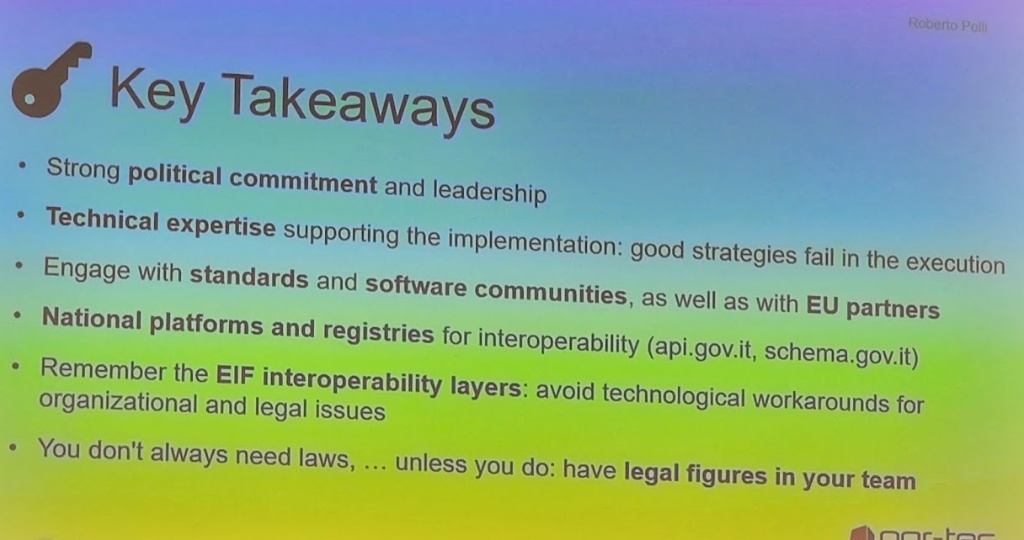 Roberto Polli
Key Takeaways
• Strong political commitment and leadership
• Technical expertise supporting the implementation: good strategies fail in the execution
• Engage with standards and software communities, as well as with EU partners
• National platforms and registries for interoperability (api.gov.it, schema.gov.it)
• Remember the EIF interoperability layers: avoid technological workarounds for
organizational and legal issues
• You don't always need laws, … unless you do: have legal figures in your team